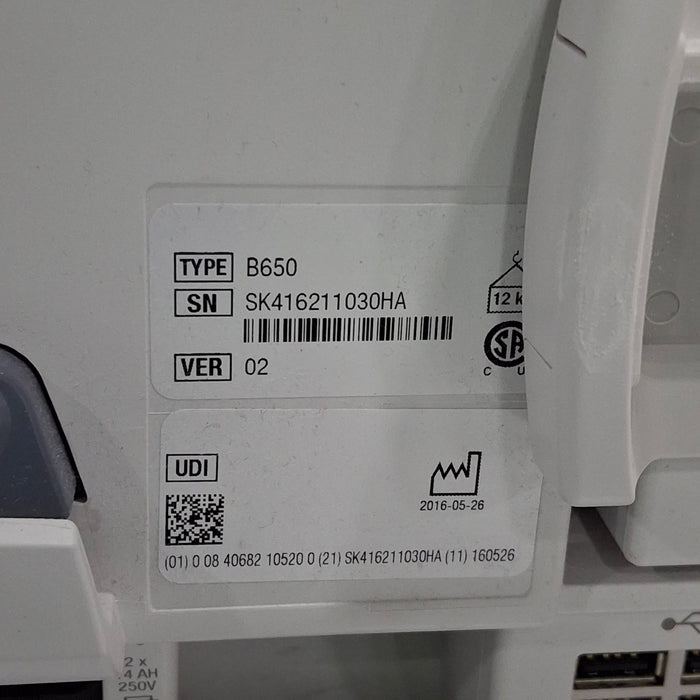 TYPE B650
SN SK416211030HA
12 k
SA
C U
VER 02
UDI
2016-05-26
(01) 0 08 40682 10520 0 (21) SK416211030HA (11) 160526
2 x
4 AH
250V